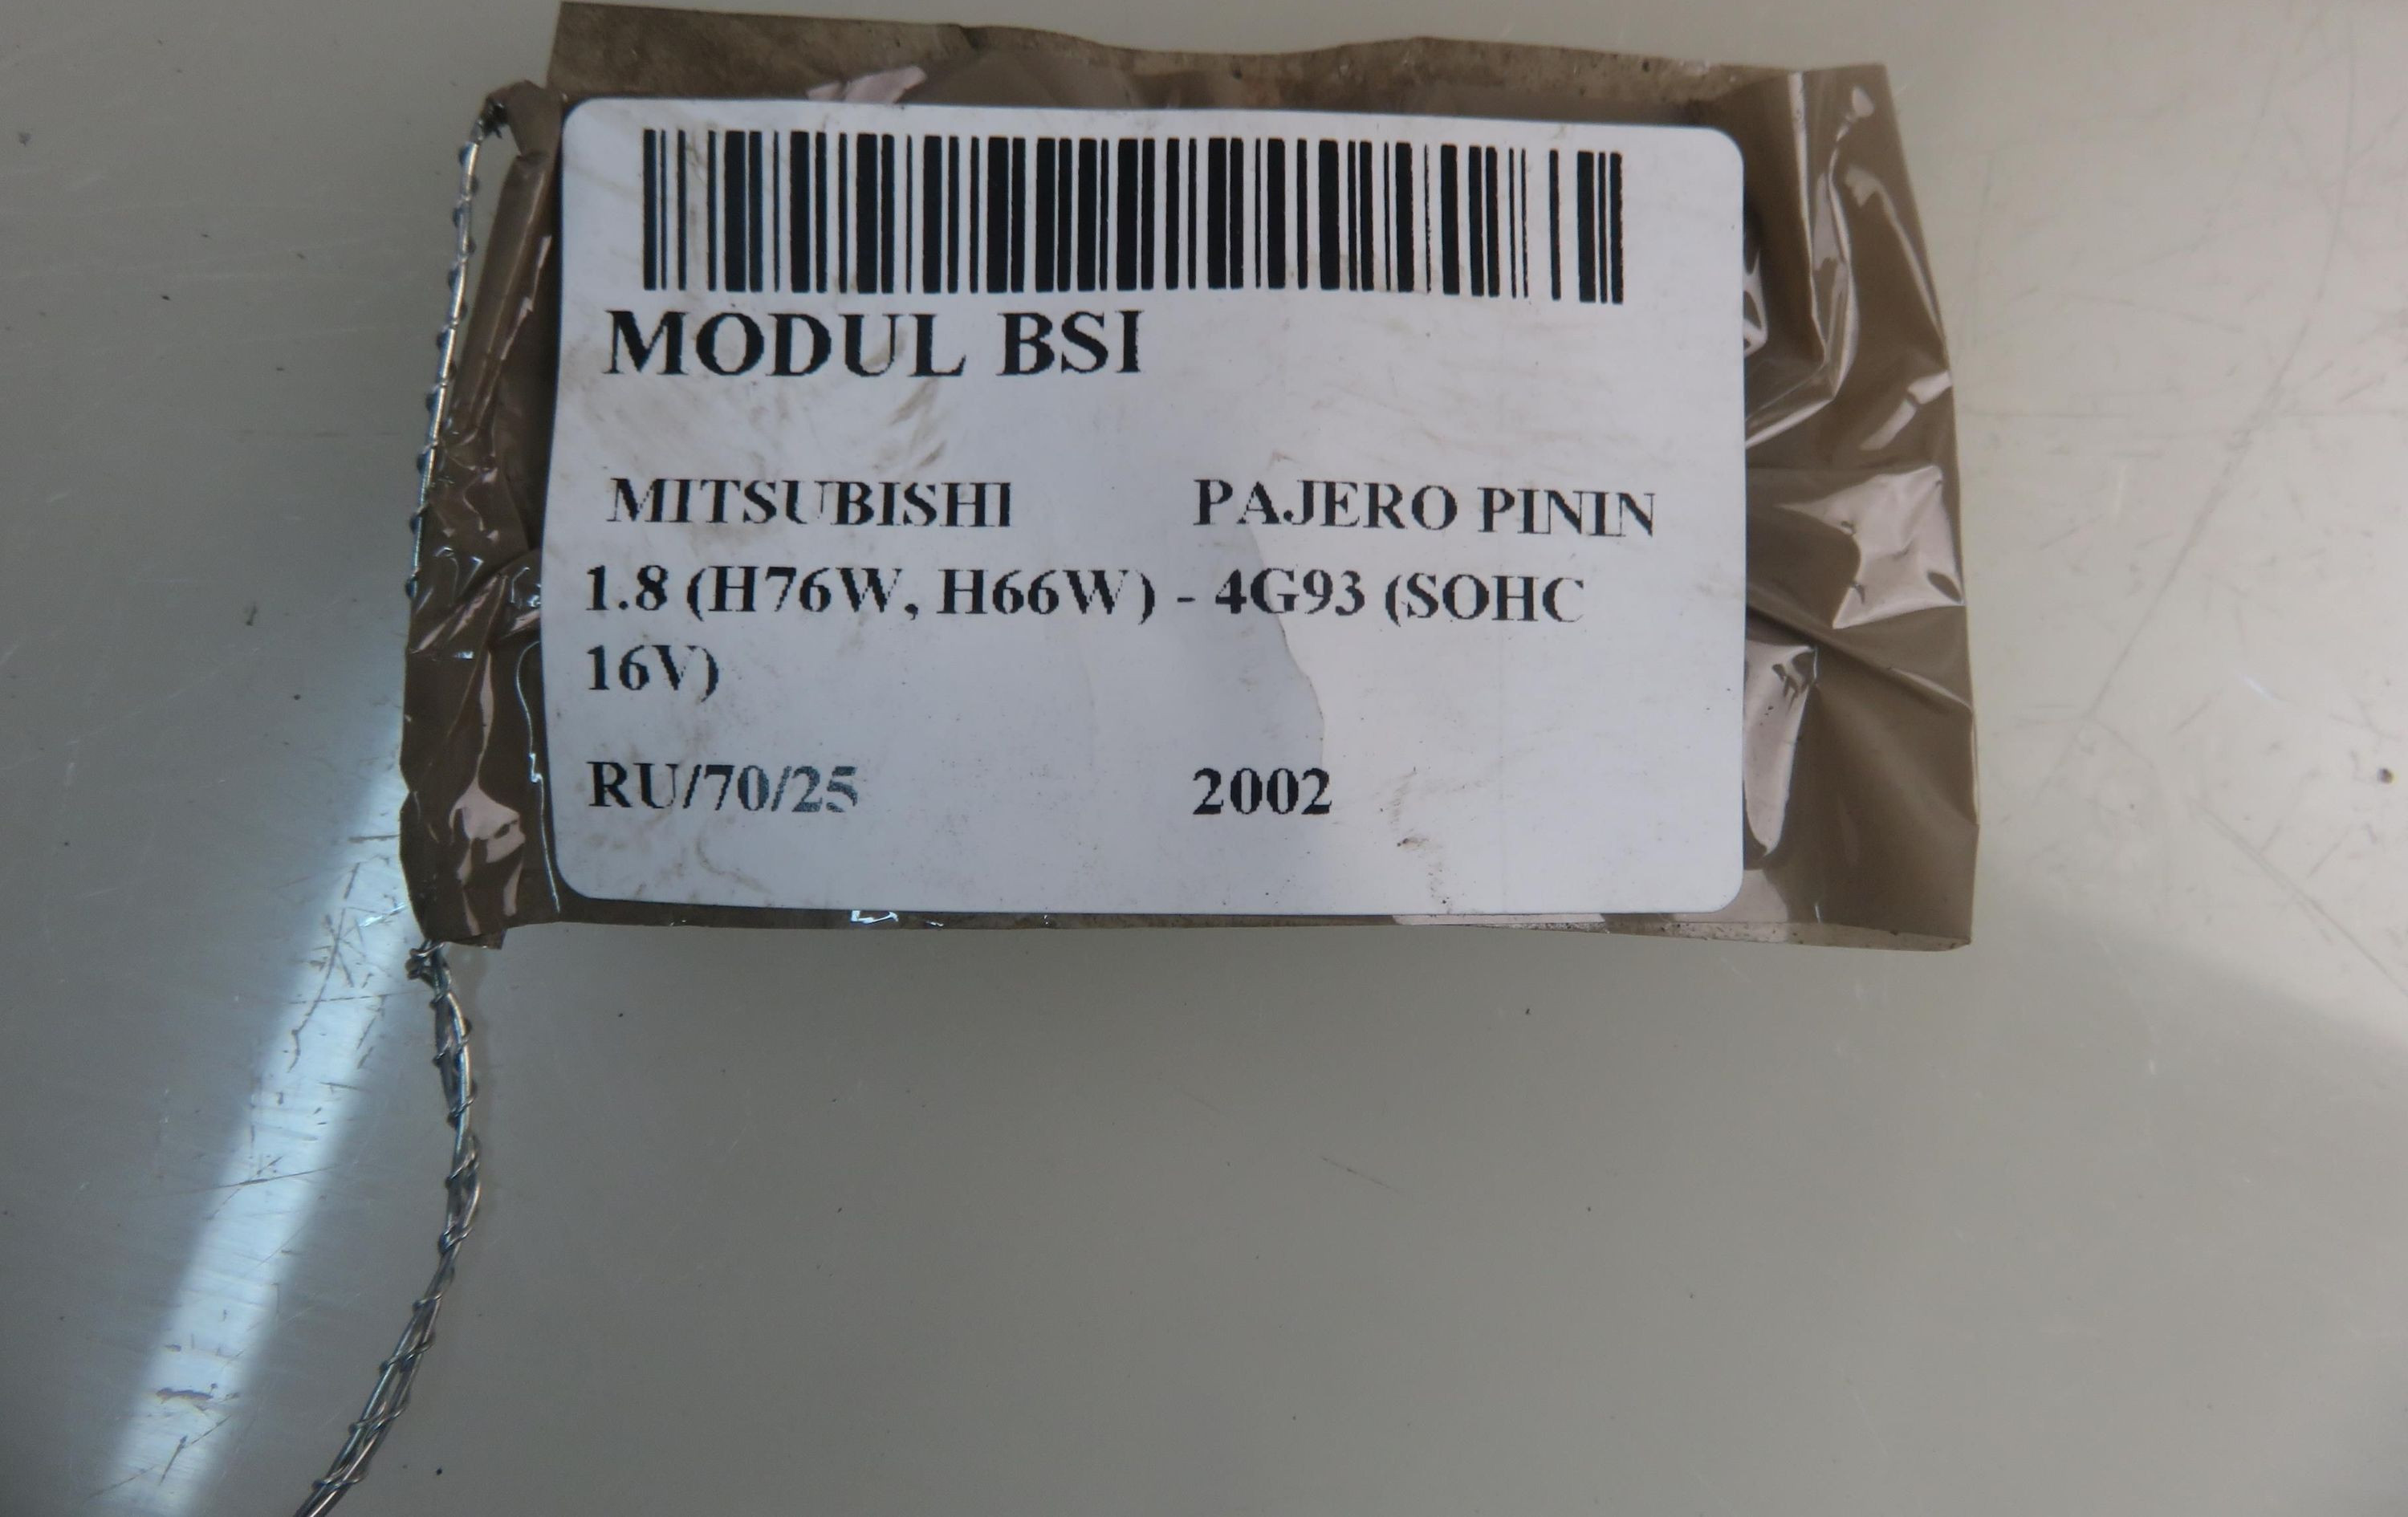 MODUL BSI
MITSUBISHI PAJERO PININ
1.8 (H76W, H66W) - 4G93 (SOHC
16V)
RU/70/25 2002